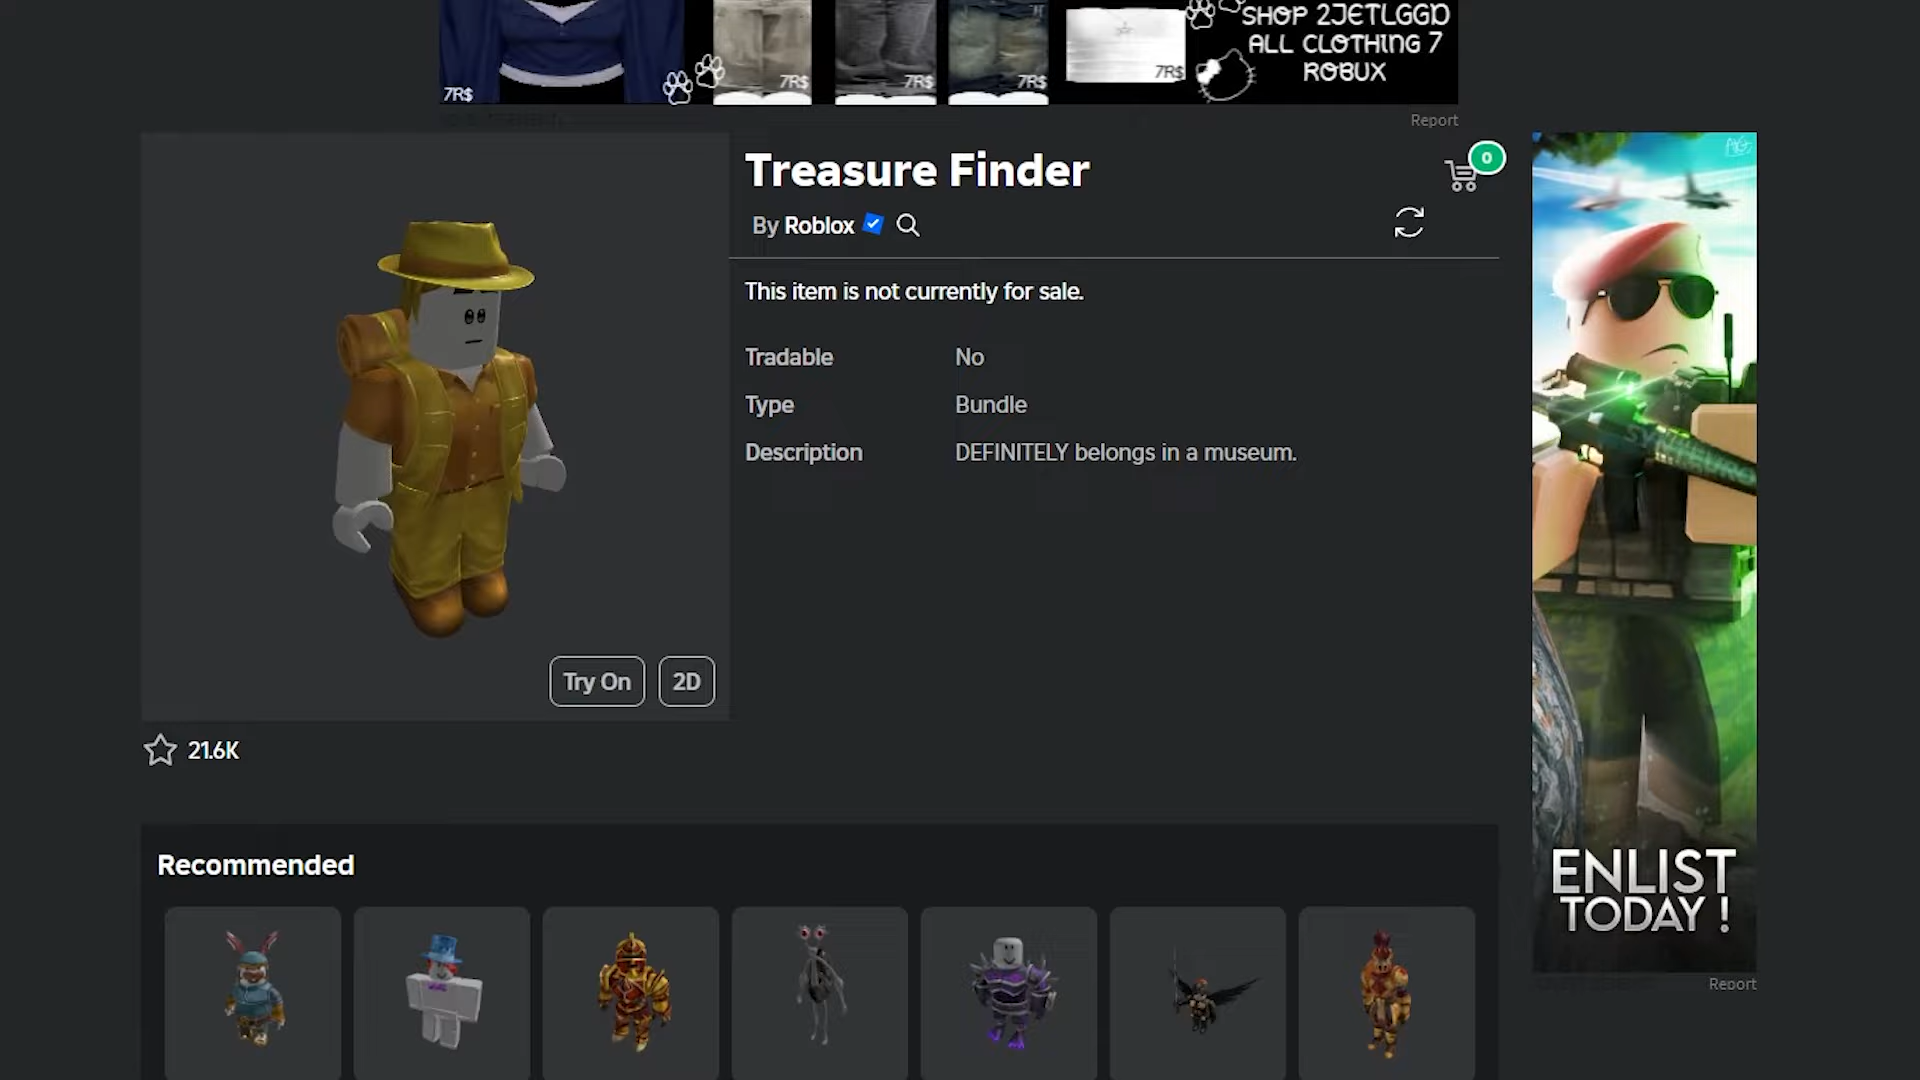 SHOP 2JETLGGD
ALL CLOTHING 7
ROBUX
7R$
7R$
7R$
7R$
7R$
Report
Treasure Finder
0
By Roblox
This item is not currently for sale.
Tradable No
Type Bundle
Description DEFINITELY belongs in a museum.
Try On
2D
21.6K
Recommended
ENLIST
TODAY !
Report